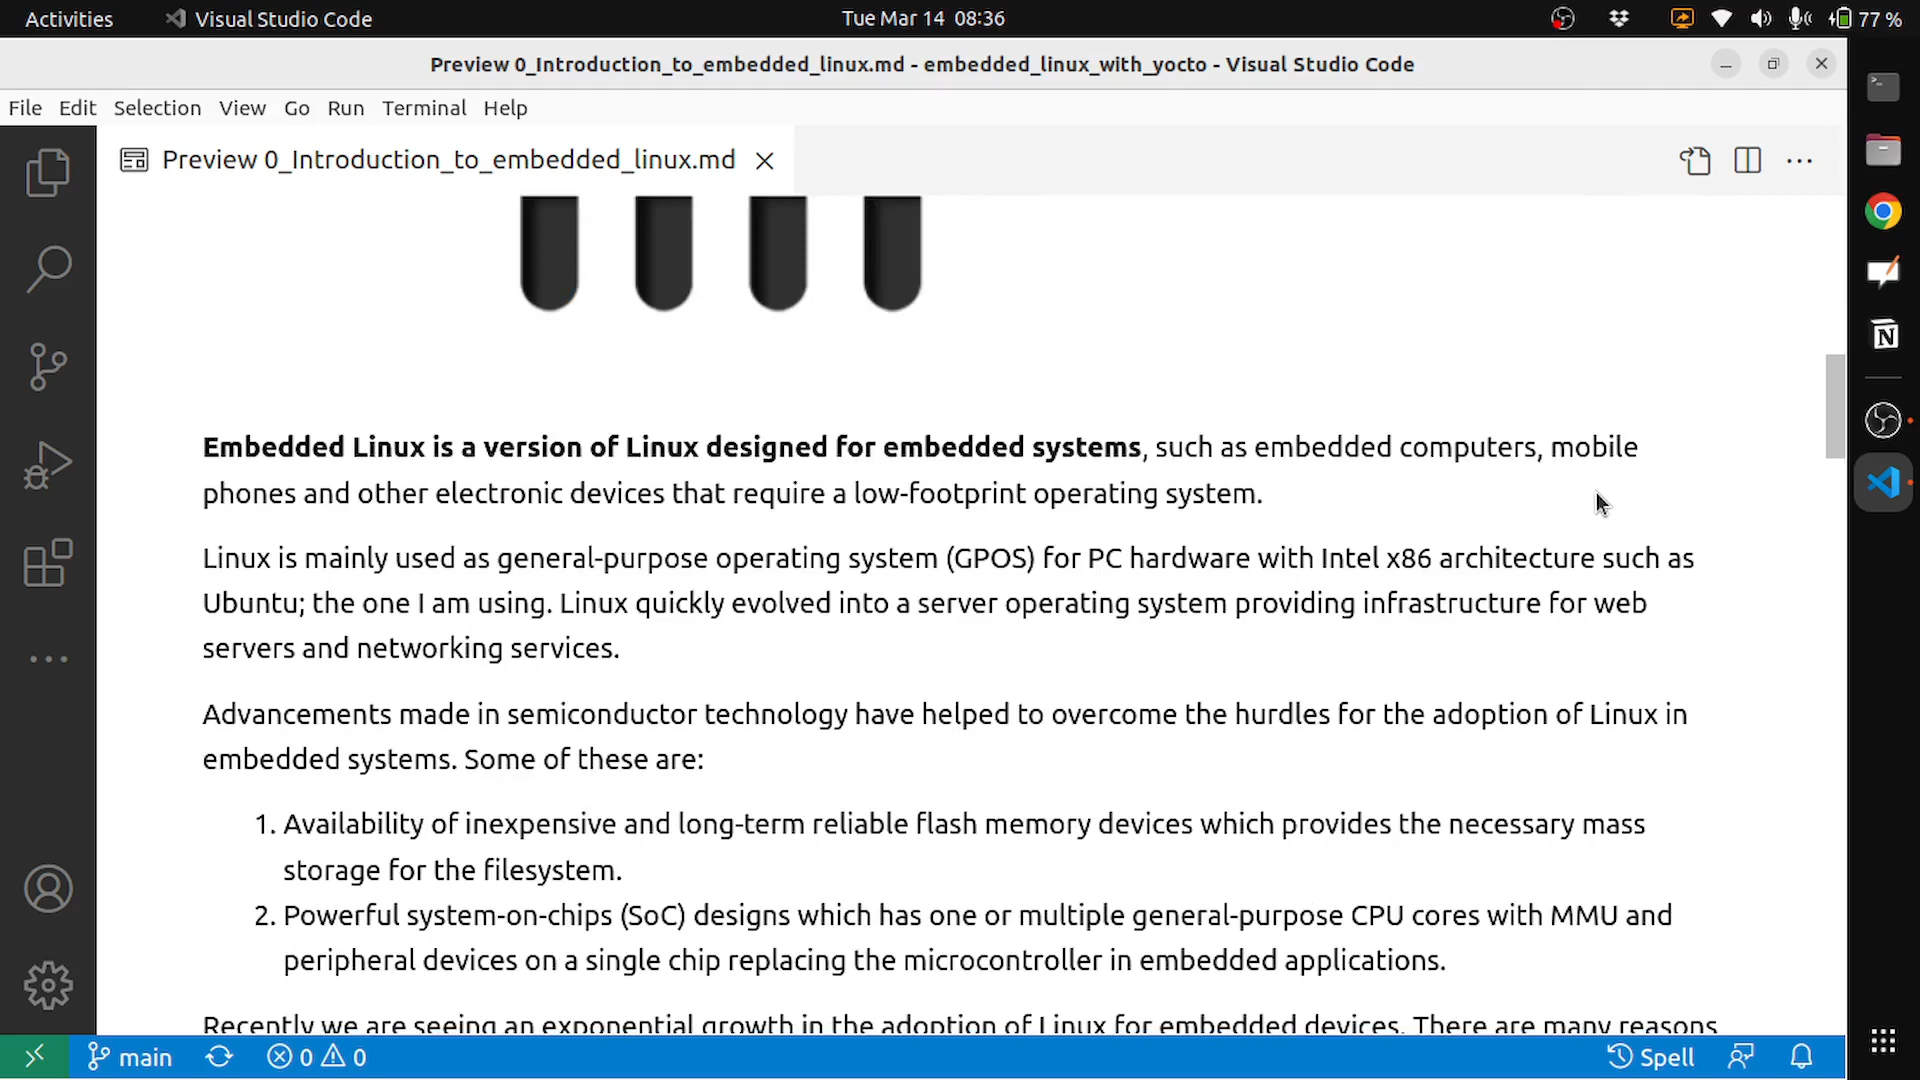 Activities Visual Studio Code Tue Mar 14 08:36 77 %
Preview 0_Introduction_to_embedded_linux.md - embedded_linux_with_yocto - Visual Studio Code
File Edit Selection View Go Run Terminal Help
Preview 0_Introduction_to_embedded_linux.md
Embedded Linux is a version of Linux designed for embedded systems, such as embedded computers, mobile
phones and other electronic devices that require a low-footprint operating system.
Linux is mainly used as general-purpose operating system (GPOS) for PC hardware with Intel x86 architecture such as
Ubuntu; the one I am using. Linux quickly evolved into a server operating system providing infrastructure for web
servers and networking services.
Advancements made in semiconductor technology have helped to overcome the hurdles for the adoption of Linux in
embedded systems. Some of these are:
1. Availability of inexpensive and long-term reliable flash memory devices which provides the necessary mass
storage for the filesystem.
2. Powerful system-on-chips (SoC) designs which has one or multiple general-purpose CPU cores with MMU and
peripheral devices on a single chip replacing the microcontroller in embedded applications.
Recently we are seeing an exponential growth in the adoption of Linux for embedded devices. There are many reasons
main 0 0 Spell